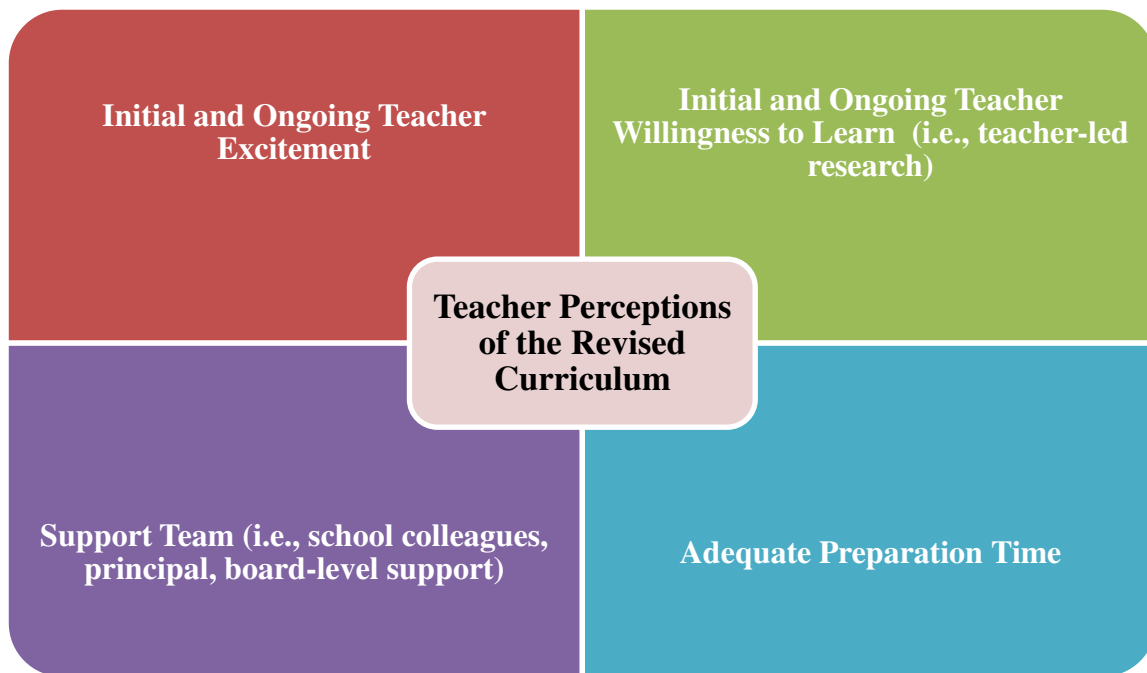 Initial and Ongoing Teacher
Excitement
Initial and Ongoing Teacher
Willingness to Learn  (i.e., teacher-led
research)
Teacher Perceptions
of the Revised
Curriculum
Support Team (i.e., school colleagues,
principal, board-level support)
Adequate Preparation Time